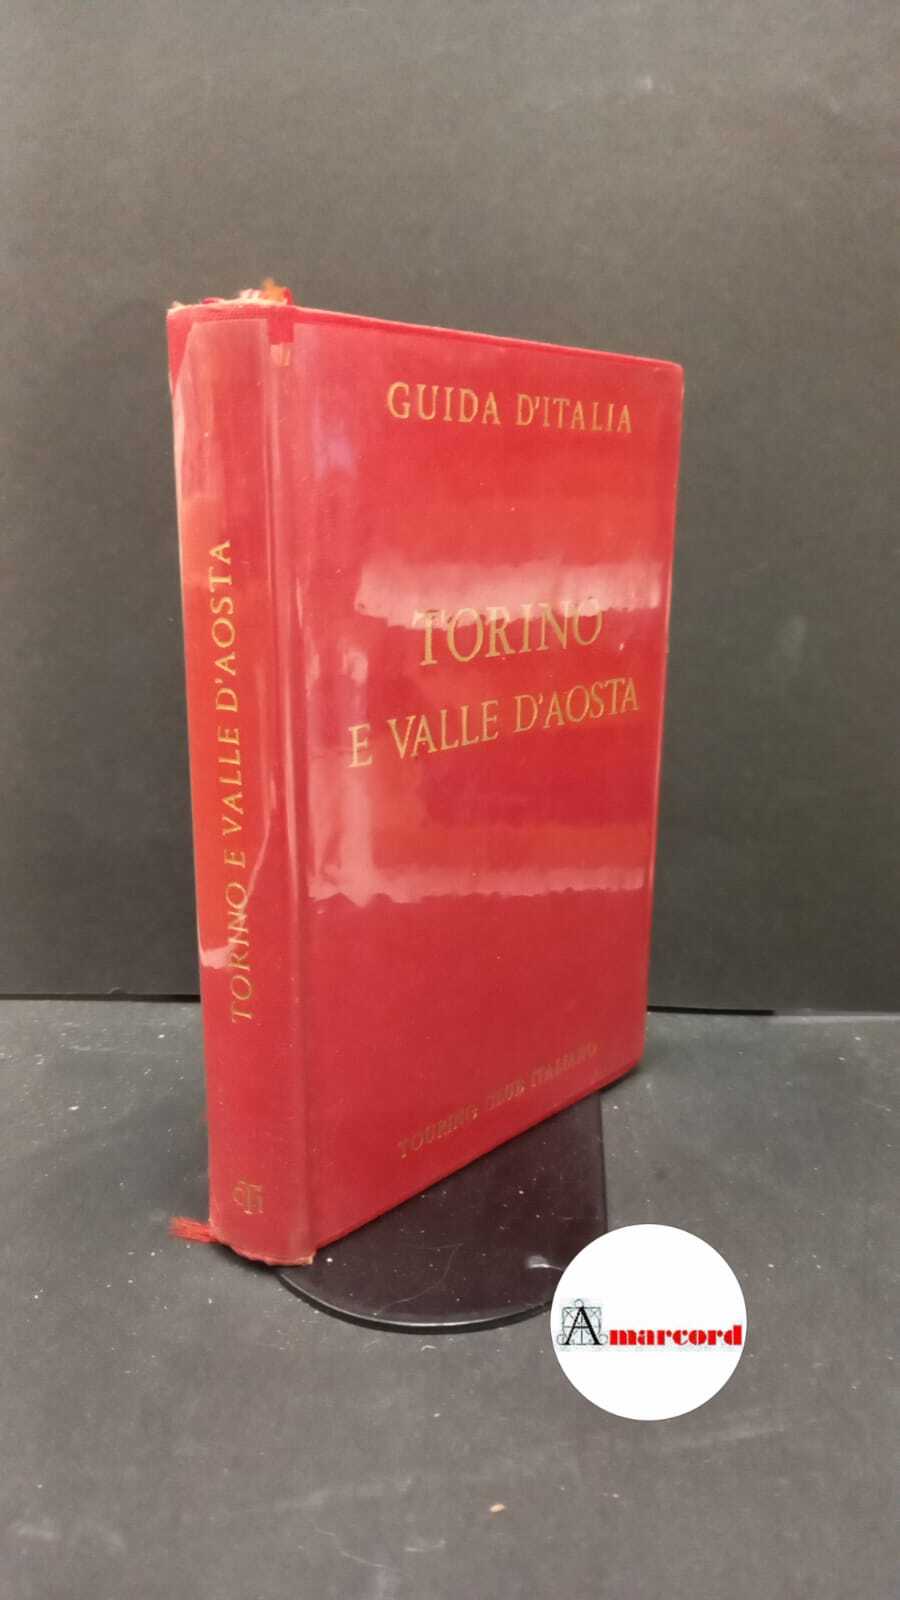 GUIDA D'ITALIA
TORINO
E VALLE D'AOSTA
TOURING CLUB ITALIANO
TORINO E VALLE D'AOSTA
Amarcord